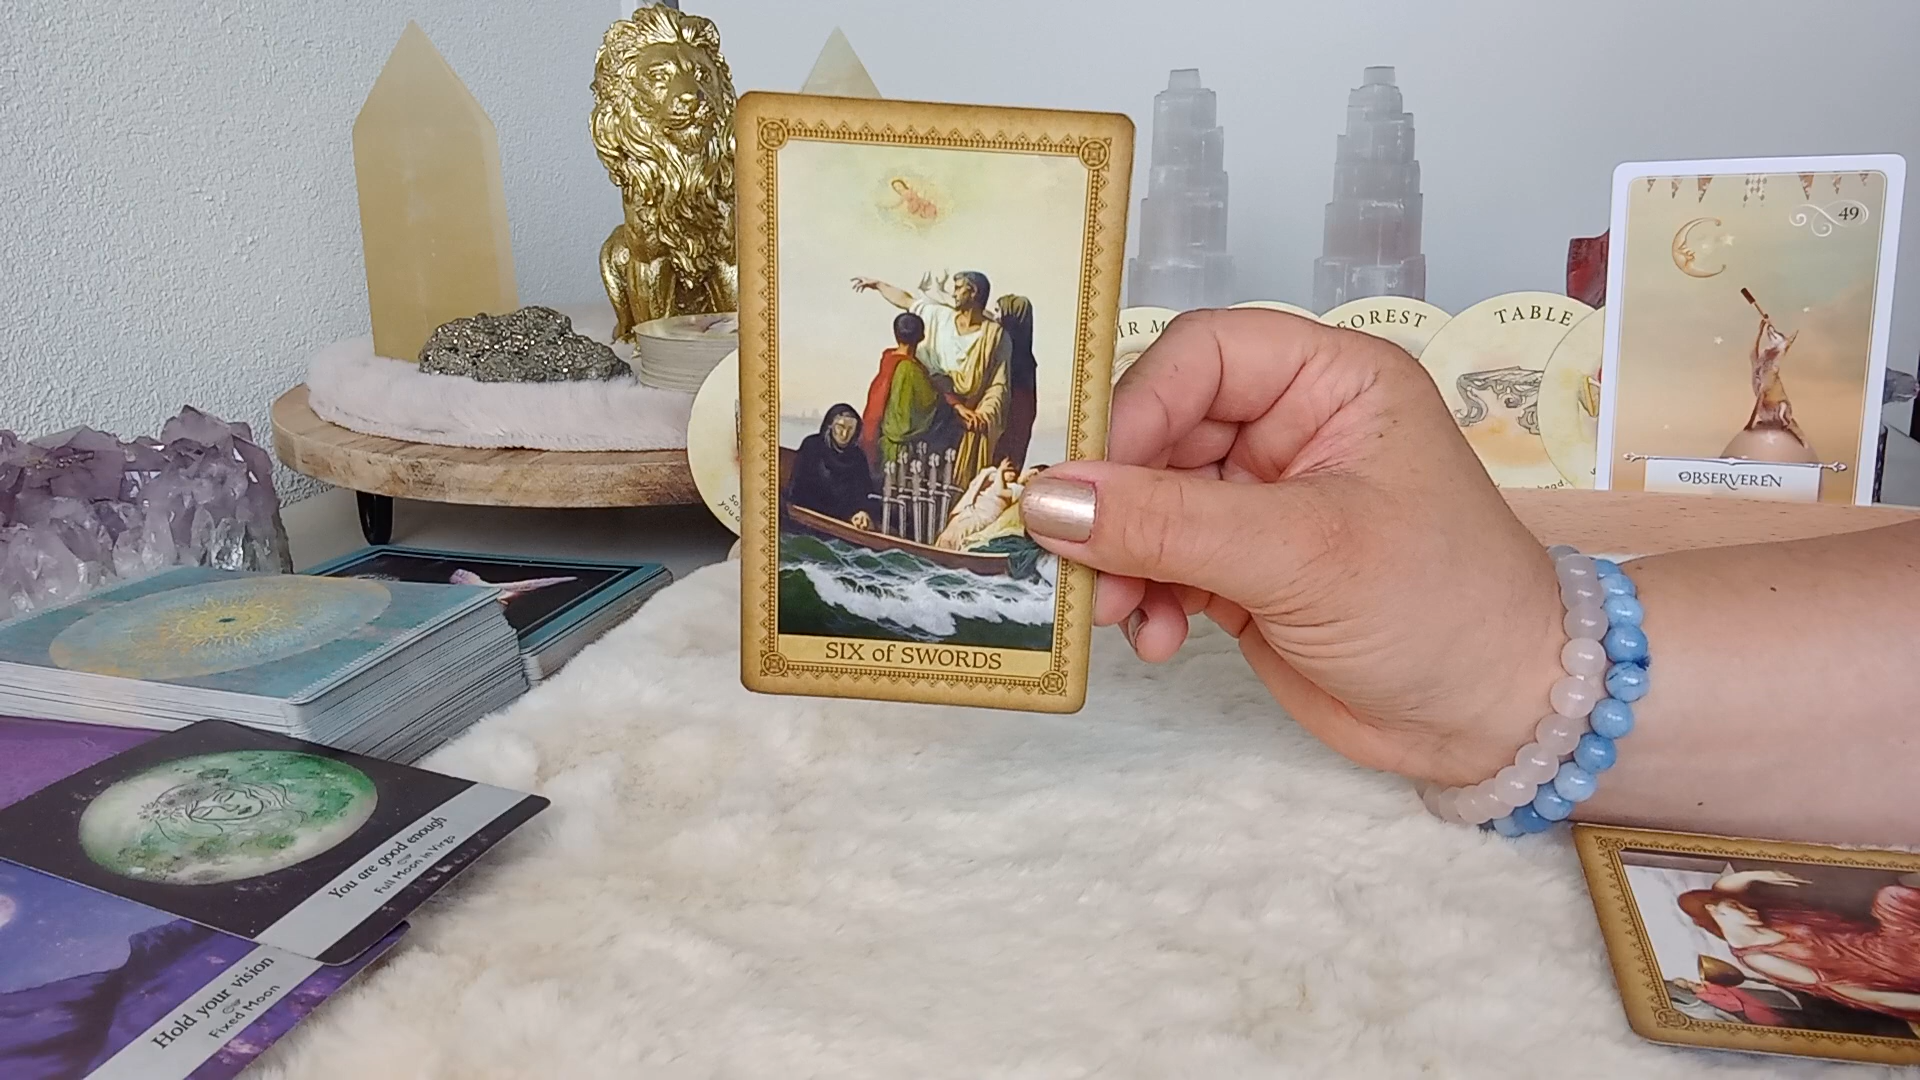 SIX of SWORDS
FOREST
TABLE
49
OBSERVEREN
You are good enough
Full Moon in Virgo
Hold your vision
Fixed Moon